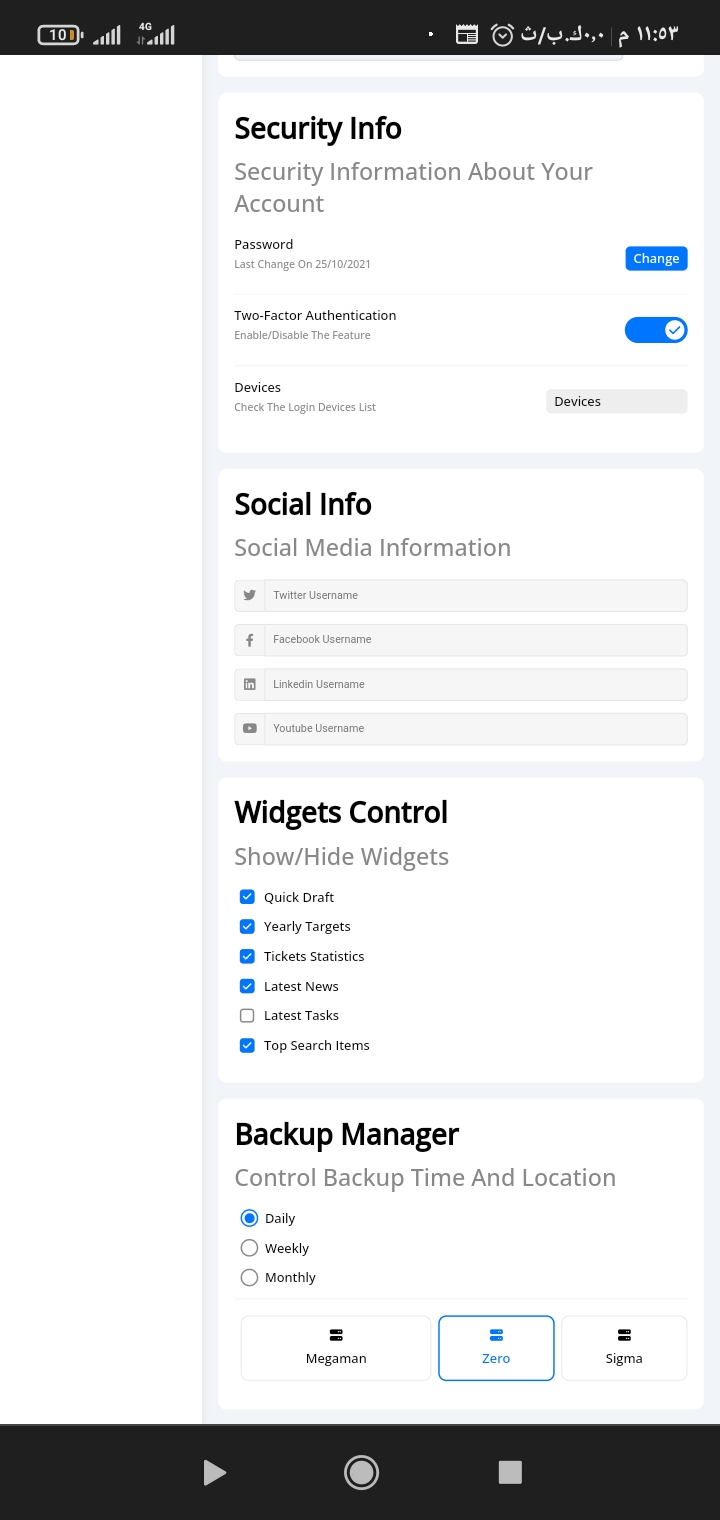 10
4G
٠,٠ك.ب/ث
١١:٥٣ م
Security Info
Security Information About Your
Account
Password
Last Change On 25/10/2021
Change
Two-Factor Authentication
Enable/Disable The Feature
Devices
Check The Login Devices List
Devices
Social Info
Social Media Information
Twitter Username
Facebook Username
Linkedin Username
Youtube Username
Widgets Control
Show/Hide Widgets
Quick Draft
Yearly Targets
Tickets Statistics
Latest News
Latest Tasks
Top Search Items
Backup Manager
Control Backup Time And Location
Daily
Weekly
Monthly
Megaman
Zero
Sigma